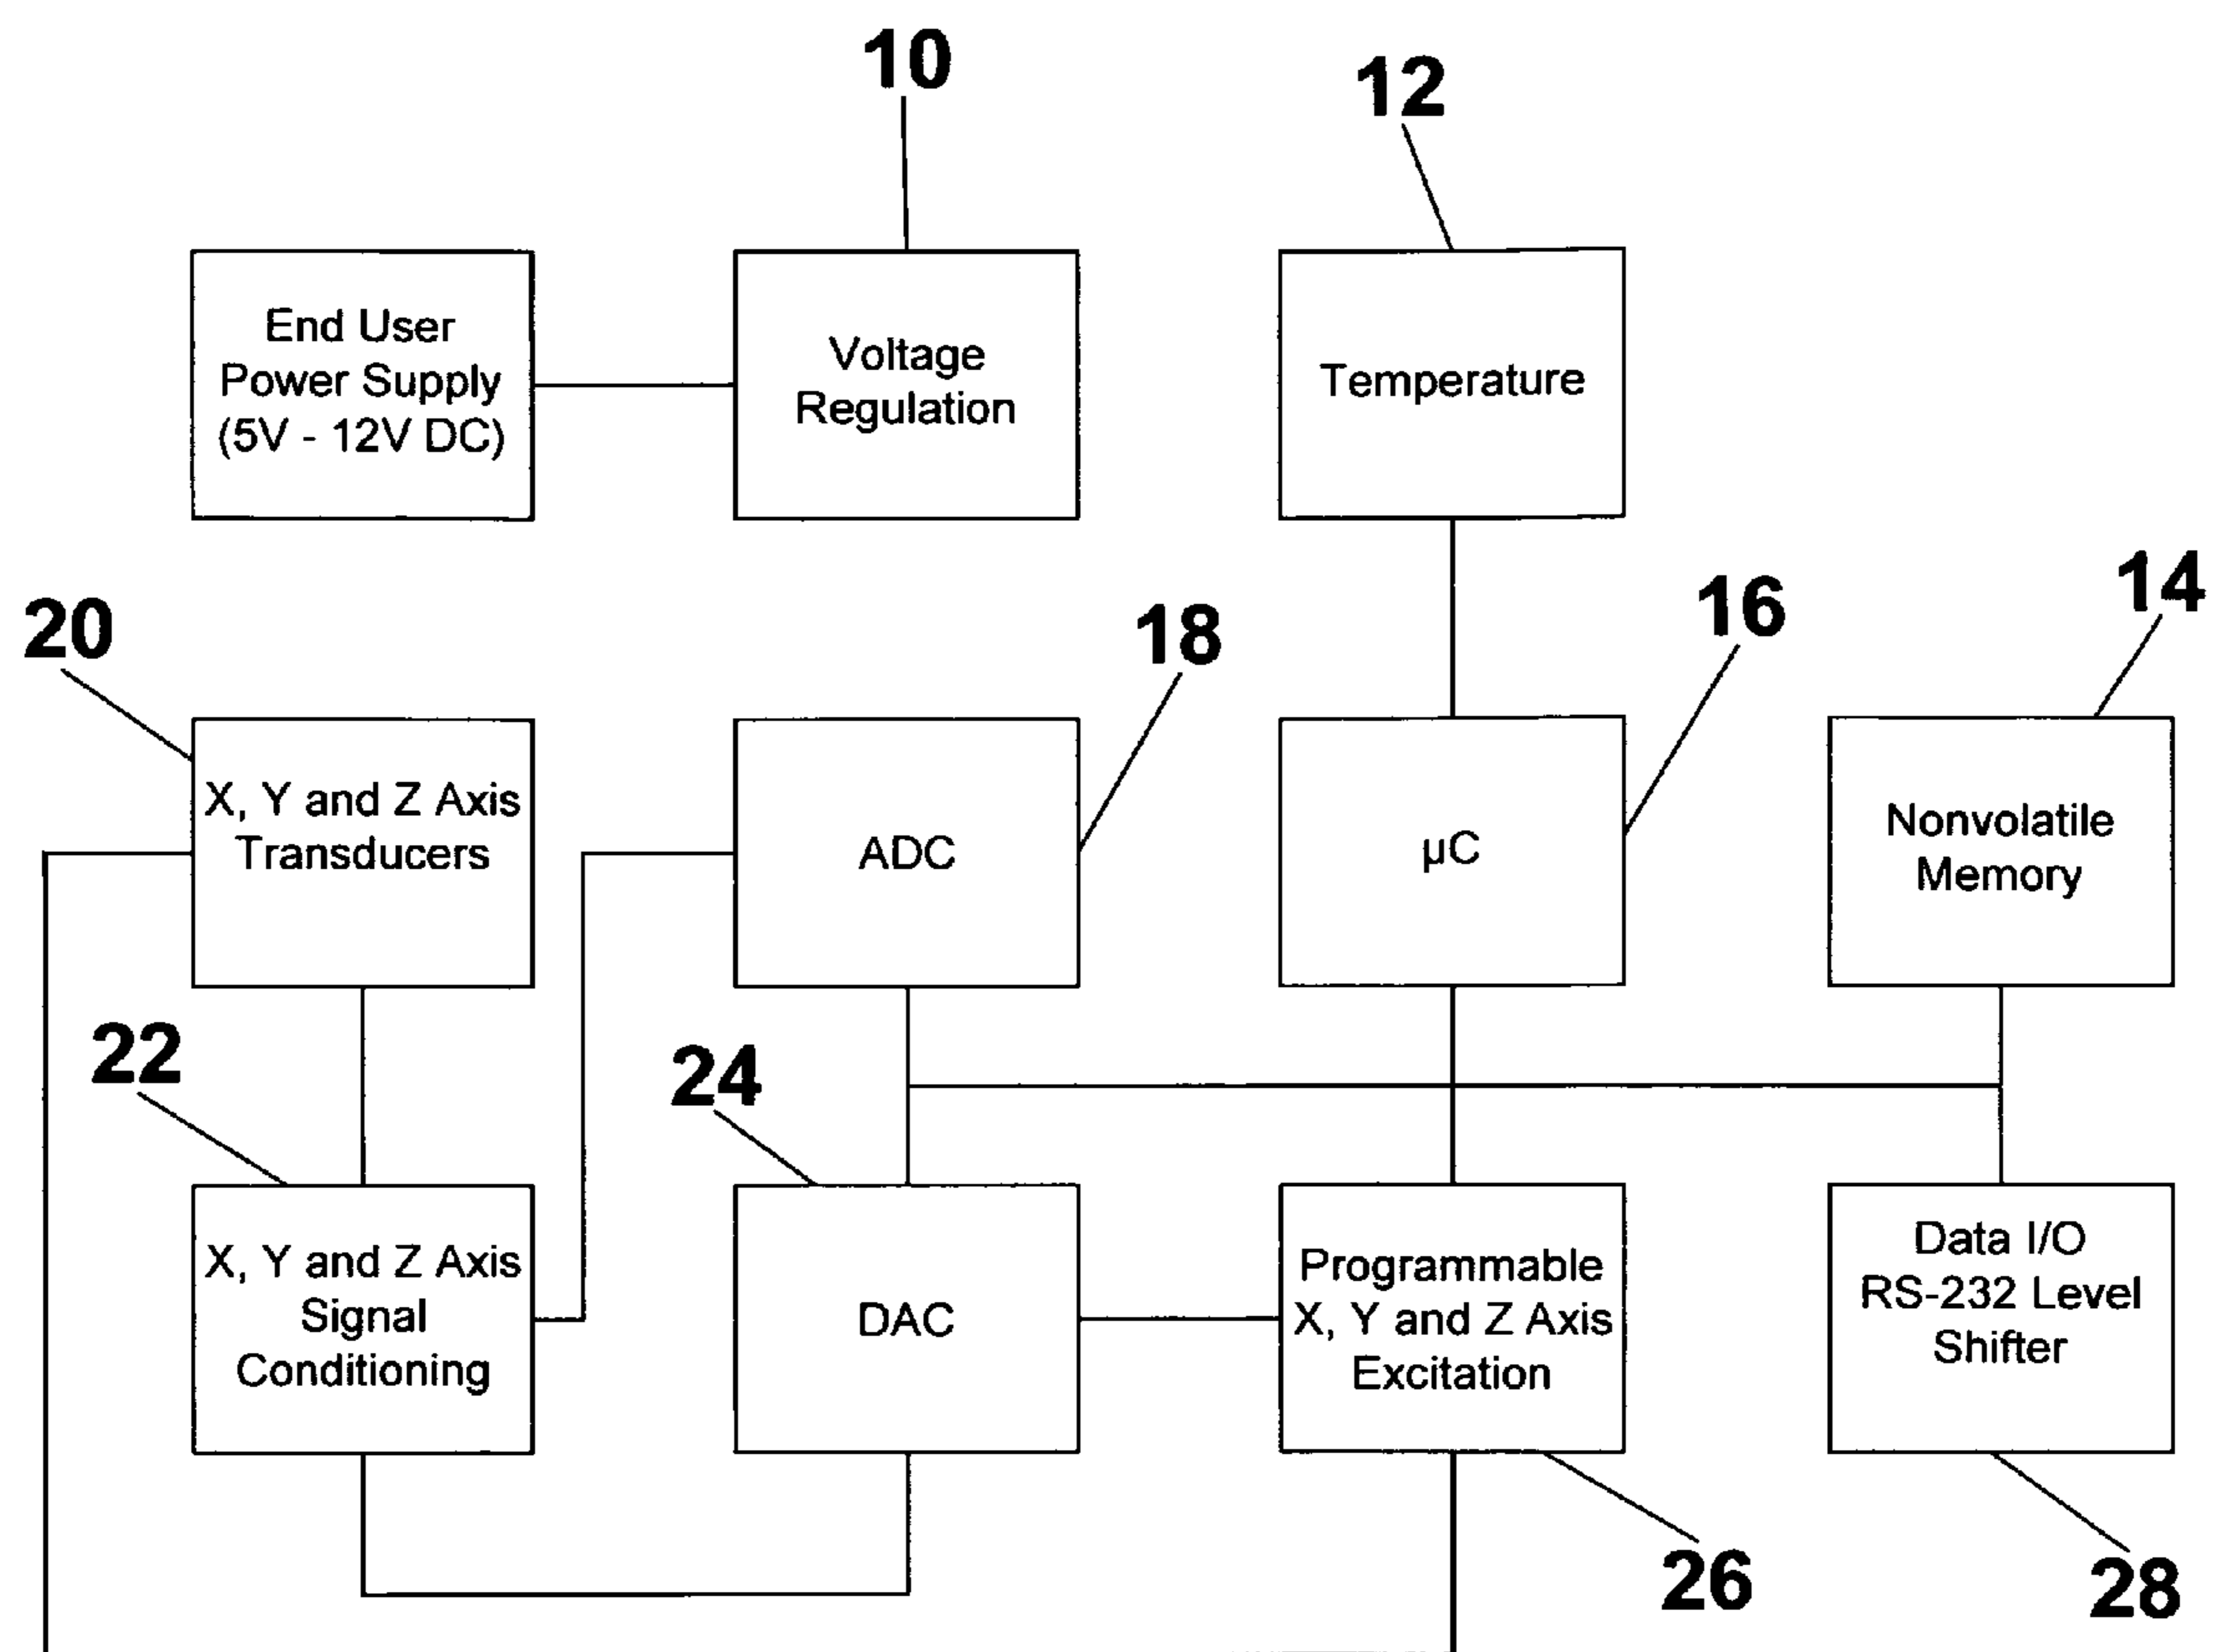 10
12
End User
Power Supply
(5V - 12V DC)
Voltage
Regulation
Temperature
14
16
18
20
X, Y and Z Axis
Transducers
ADC
µC
Nonvolatile
Memory
22
24
X, Y and Z Axis
Signal
Conditioning
DAC
Programmable
X, Y and Z Axis
Excitation
Data I/O
RS-232 Level
Shifter
26
28